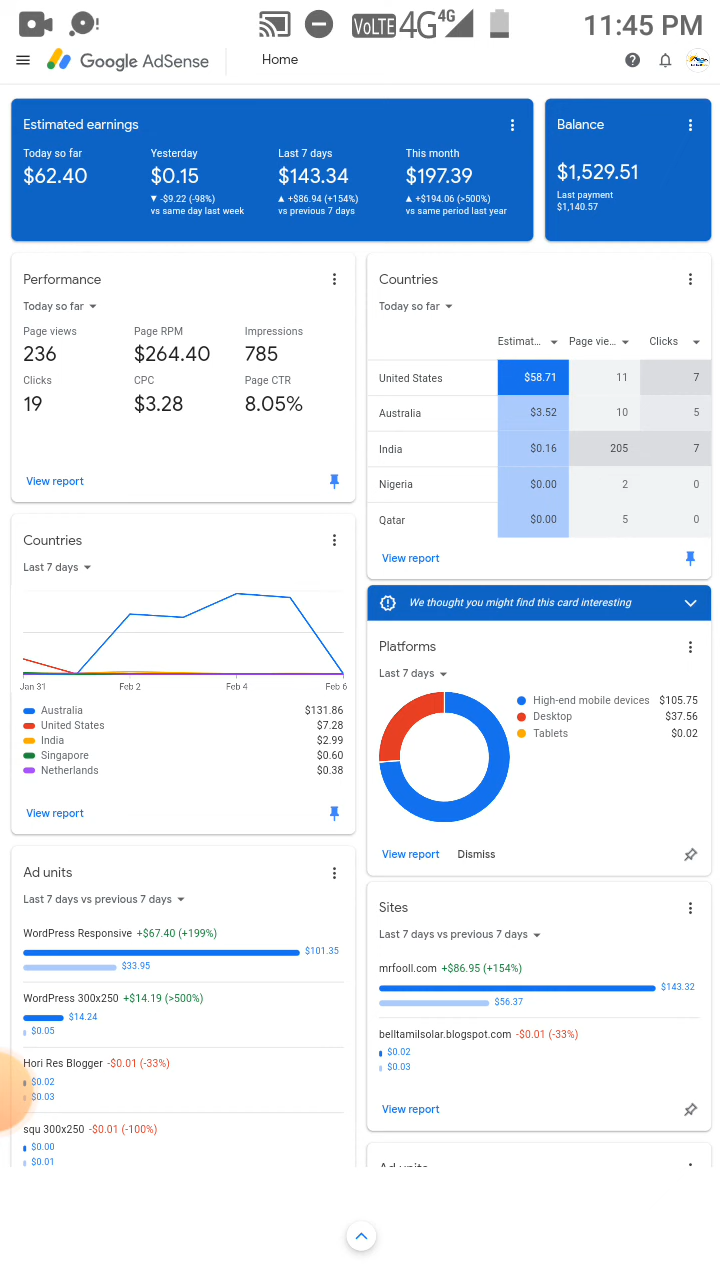 VoLTE 4G 4G 11:45 PM
Google AdSense Home
Estimated earnings
Today so far Yesterday Last 7 days This month
$62.40 $0.15 $143.34 $197.39
▼ -$9.22 (-98%) ▲ +$86.94 (+154%) ▲ +$194.06 (>500%)
vs same day last week vs previous 7 days vs same period last year
Balance
$1,529.51
Last payment
$1,140.57
Performance
Today so far
Page views Page RPM Impressions
236 $264.40 785
Clicks CPC Page CTR
19 $3.28 8.05%
View report
Countries
Today so far
Estimat... Page vie... Clicks
United States $58.71 11 7
Australia $3.52 10 5
India $0.16 205 7
Nigeria $0.00 2 0
Qatar $0.00 5 0
View report
Countries
Last 7 days
Jan 31 Feb 2 Feb 4 Feb 6
Australia $131.86
United States $7.28
India $2.99
Singapore $0.60
Netherlands $0.38
View report
We thought you might find this card interesting
Platforms
Last 7 days
High-end mobile devices $105.75
Desktop $37.56
Tablets $0.02
View report Dismiss
Ad units
Last 7 days vs previous 7 days
WordPress Responsive +$67.40 (+199%)
$101.35
$33.95
WordPress 300x250 +$14.19 (>500%)
$14.24
$0.05
Hori Res Blogger -$0.01 (-33%)
$0.02
$0.03
squ 300x250 -$0.01 (-100%)
$0.00
$0.01
Sites
Last 7 days vs previous 7 days
mrfooll.com +$86.95 (+154%)
$143.32
$56.37
belltamilsolar.blogspot.com -$0.01 (-33%)
$0.02
$0.03
View report
Ad units